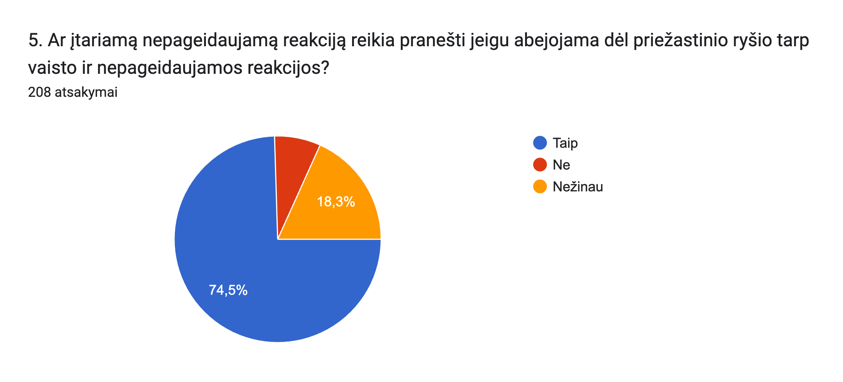 5. Ar įtariamą nepageidaujamą reakciją reikia pranešti jeigu abejojama dėl priežastinio ryšio tarp
vaisto ir nepageidaujamos reakcijos?
208 atsakymai
Taip
Ne
Nežinau
18,3%
74,5%